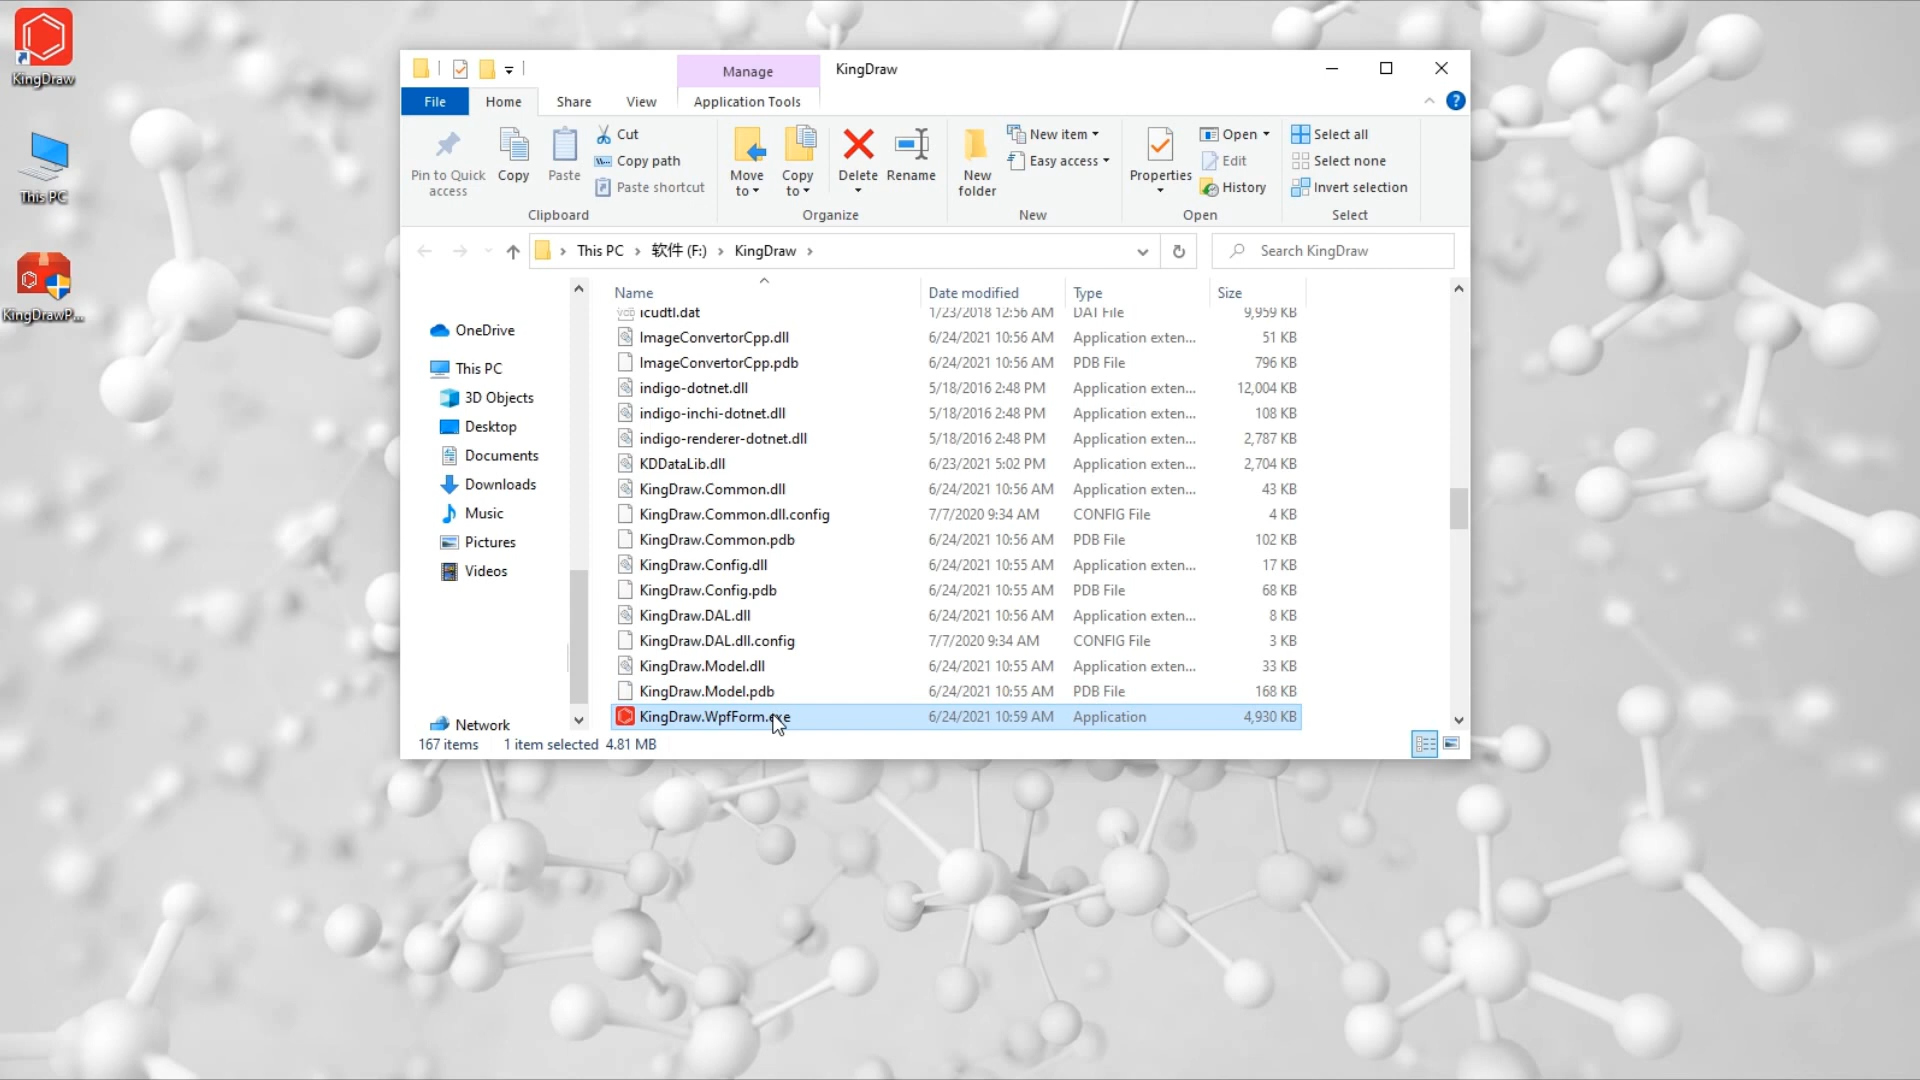 KingDraw
This PC
KingDrawP...
Manage
KingDraw
File
Home
Share
View
Application Tools
Pin to Quick access
Copy
Paste
Cut
Copy path
Paste shortcut
Clipboard
Move to
Copy to
Delete
Rename
Organize
New folder
New item
Easy access
New
Properties
Open
Edit
History
Open
Select all
Select none
Invert selection
Select
This PC › 软件 (F:) › KingDraw ›
Search KingDraw
OneDrive
This PC
3D Objects
Desktop
Documents
Downloads
Music
Pictures
Videos
Network
Name Date modified Type Size
icudtl.dat 1/23/2018 12:56 AM DAT File 9,959 KB
ImageConvertorCpp.dll 6/24/2021 10:56 AM Application exten... 51 KB
ImageConvertorCpp.pdb 6/24/2021 10:56 AM PDB File 796 KB
indigo-dotnet.dll 5/18/2016 2:48 PM Application exten... 12,004 KB
indigo-inchi-dotnet.dll 5/18/2016 2:48 PM Application exten... 108 KB
indigo-renderer-dotnet.dll 5/18/2016 2:48 PM Application exten... 2,787 KB
KDDataLib.dll 6/23/2021 5:02 PM Application exten... 2,704 KB
KingDraw.Common.dll 6/24/2021 10:56 AM Application exten... 43 KB
KingDraw.Common.dll.config 7/7/2020 9:34 AM CONFIG File 4 KB
KingDraw.Common.pdb 6/24/2021 10:56 AM PDB File 102 KB
KingDraw.Config.dll 6/24/2021 10:55 AM Application exten... 17 KB
KingDraw.Config.pdb 6/24/2021 10:55 AM PDB File 68 KB
KingDraw.DAL.dll 6/24/2021 10:56 AM Application exten... 8 KB
KingDraw.DAL.dll.config 7/7/2020 9:34 AM CONFIG File 3 KB
KingDraw.Model.dll 6/24/2021 10:55 AM Application exten... 33 KB
KingDraw.Model.pdb 6/24/2021 10:55 AM PDB File 168 KB
KingDraw.WpfForm.exe 6/24/2021 10:59 AM Application 4,930 KB
167 items 1 item selected 4.81 MB